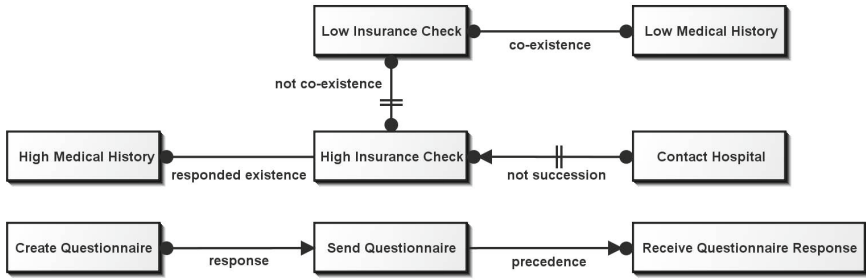 Low Insurance Check
Low Medical History
co-existence
not co-existence
High Medical History
High Insurance Check
Contact Hospital
responded existence
not succession
Create Questionnaire
Send Questionnaire
Receive Questionnaire Response
response
precedence